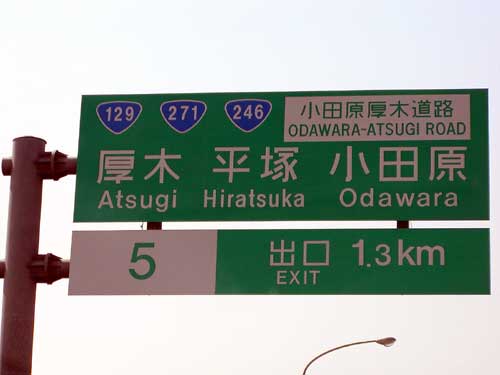 129 271 246 小田原厚木道路
ODAWARA-ATSUGI ROAD
厚木 平塚 小田原
Atsugi Hiratsuka Odawara
5 出口 1.3km
EXIT